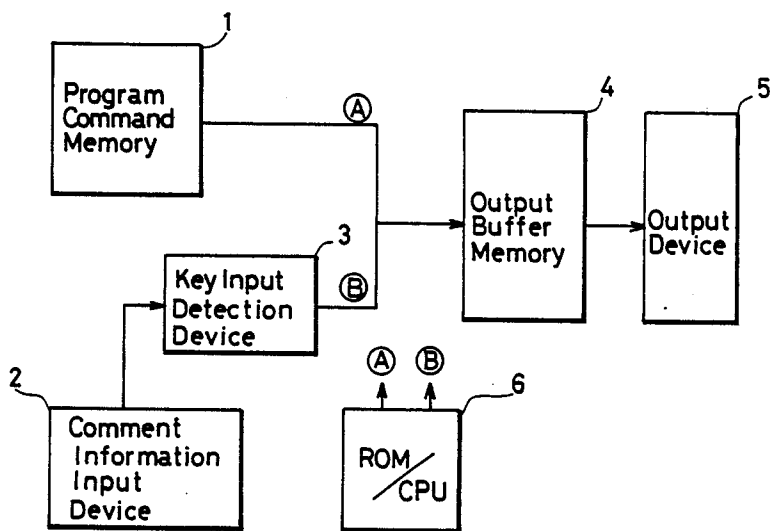 1
Program
Command
Memory
Ⓐ
4
5
Output
Buffer
Memory
Output
Device
3
Key Input
Detection
Device
Ⓑ
2
Comment
Information
Input
Device
Ⓐ Ⓑ
6
ROM/CPU